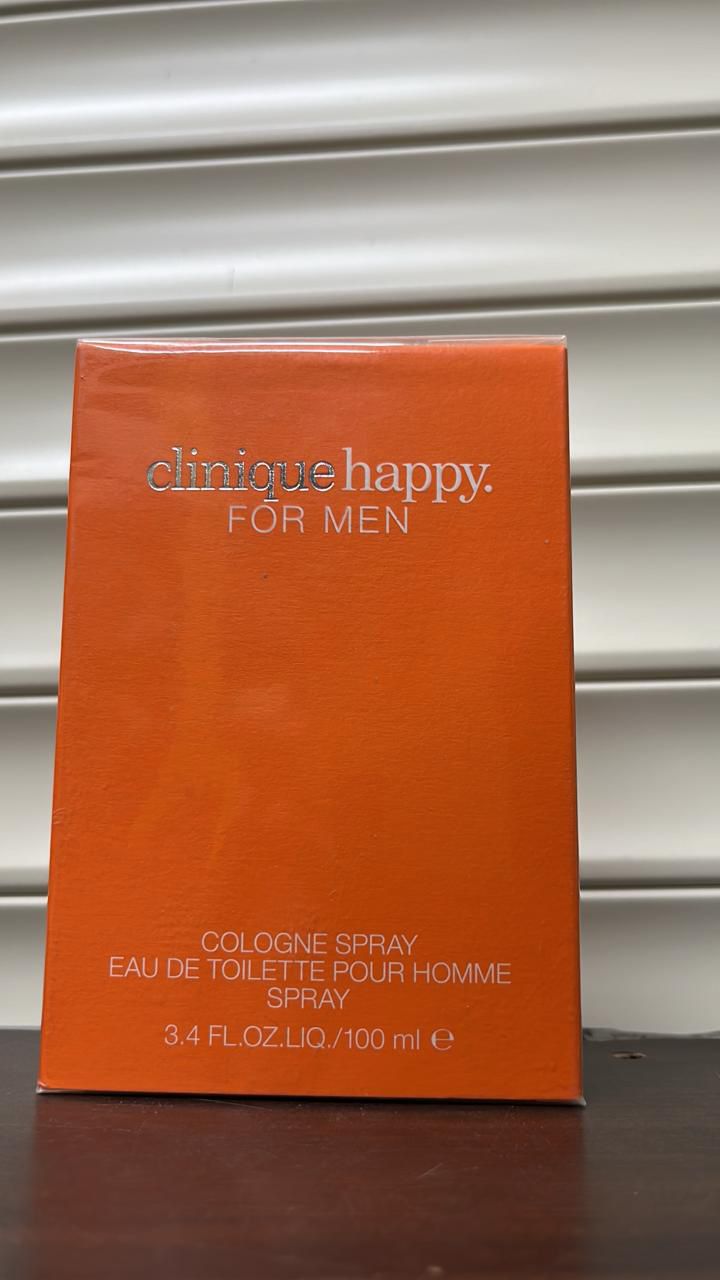 clinique happy.
FOR MEN
COLOGNE SPRAY
EAU DE TOILETTE POUR HOMME
SPRAY
3.4 FL.OZ.LIQ./100 ml ℮